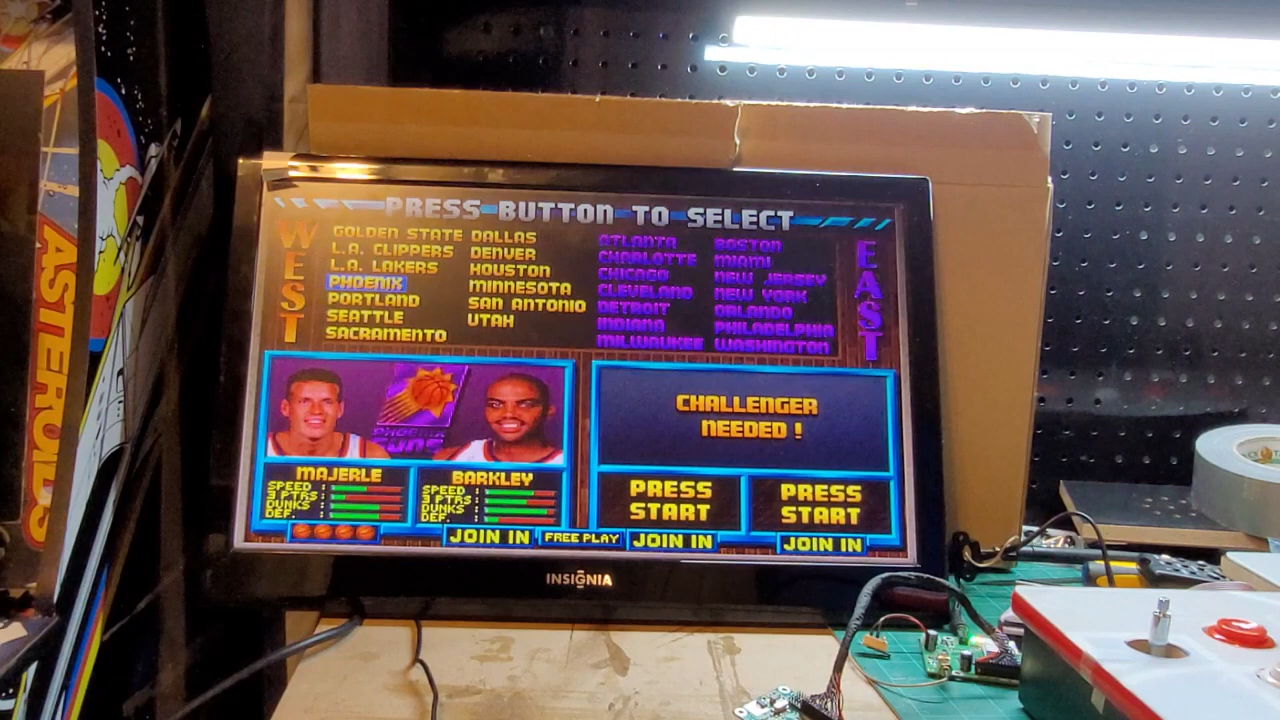 PRESS BUTTON TO SELECT
WEST
GOLDEN STATE
L.A. CLIPPERS
L.A. LAKERS
PHOENIX
PORTLAND
SEATTLE
SACRAMENTO
DALLAS
DENVER
HOUSTON
MINNESOTA
SAN ANTONIO
UTAH
ATLANTA
CHARLOTTE
CHICAGO
CLEVELAND
DETROIT
INDIANA
MILWAUKEE
BOSTON
MIAMI
NEW JERSEY
NEW YORK
ORLANDO
PHILADELPHIA
WASHINGTON
EAST
PHOENIX
SUNS
MAJERLE
SPEED :
3 PTRS :
DUNKS :
DEF. :
BARKLEY
SPEED :
3 PTRS :
DUNKS :
DEF. :
CHALLENGER
NEEDED !
PRESS
START
PRESS
START
JOIN IN
FREE PLAY
JOIN IN
JOIN IN
INSIGNIA
ASTEROIDS